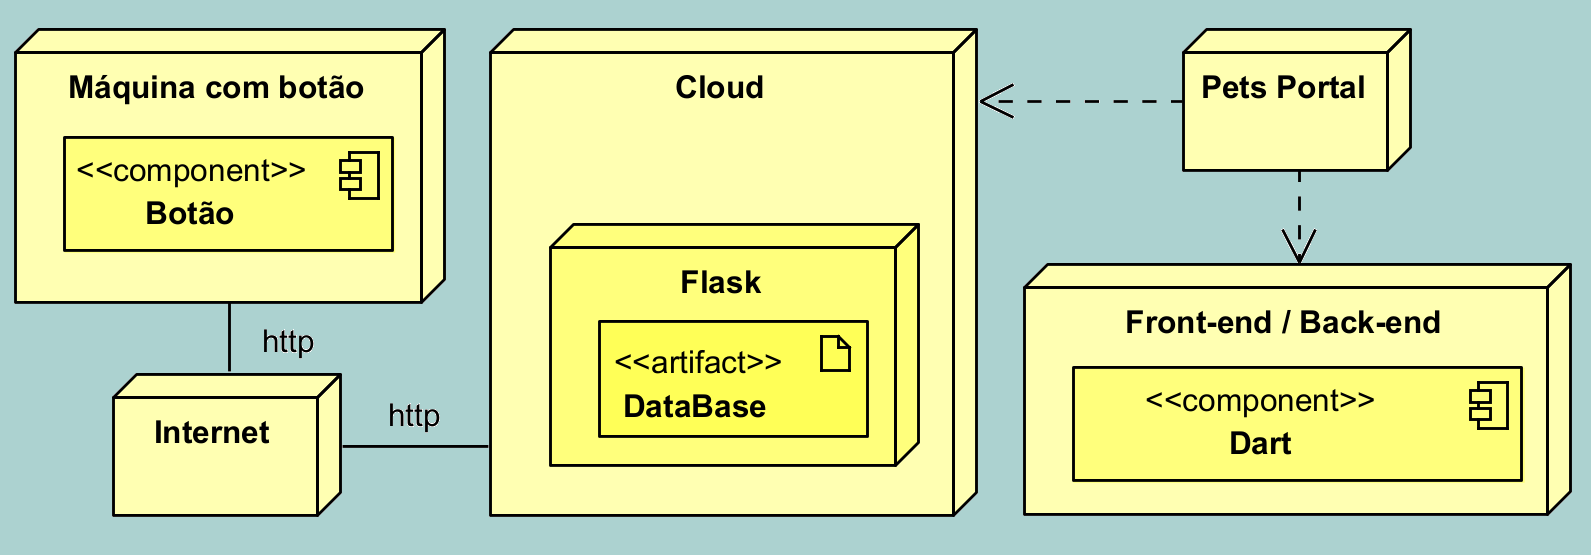 Máquina com botão
<<component>>
Botão
http
Internet
http
Cloud
Flask
<<artifact>>
DataBase
Pets Portal
Front-end / Back-end
<<component>>
Dart